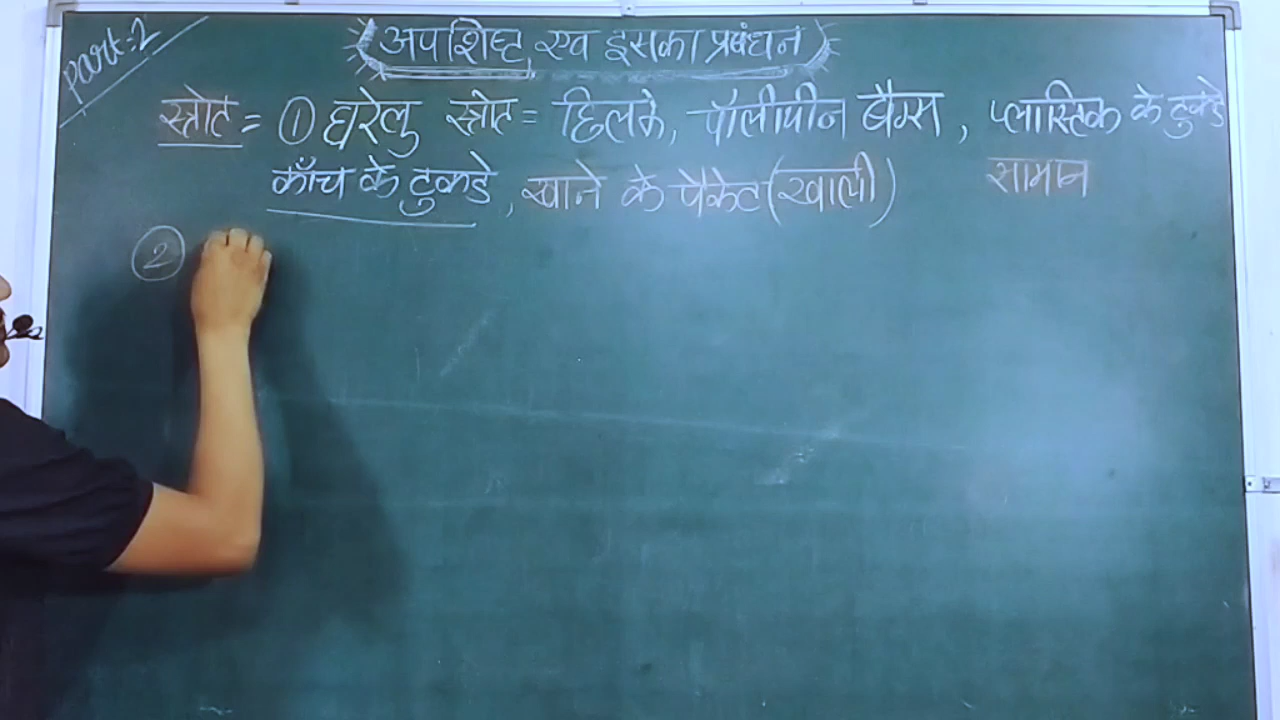 Part:2
अपशिष्ट एव इसका प्रबंधन
स्त्रोत = ① घरेलु स्त्रोत = छिलके, पॉलीपीन बैग्स, प्लास्टिक के टुकडे
काँच के टुकडे, खाने के पैकेट (खाली) सामान
②